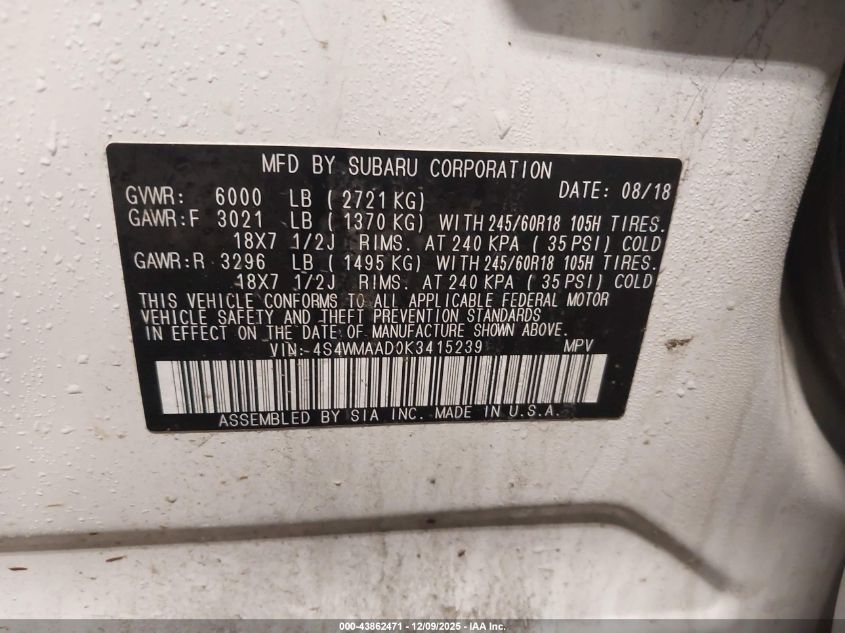 MFD BY SUBARU CORPORATION
DATE: 08/18
GVWR: 6000 LB ( 2721 KG)
GAWR:F 3021 LB ( 1370 KG) WITH 245/60R18 105H TIRES.
18X7 1/2J RIMS. AT 240 KPA ( 35 PSI) COLD
GAWR:R 3296 LB ( 1495 KG) WITH 245/60R18 105H TIRES.
18X7 1/2J RIMS. AT 240 KPA ( 35 PSI) COLD
THIS VEHICLE CONFORMS TO ALL APPLICABLE FEDERAL MOTOR
VEHICLE SAFETY AND THEFT PREVENTION STANDARDS
IN EFFECT ON THE DATE OF MANUFACTURE SHOWN ABOVE.
VIN:-4S4WMAAD0K3415239 MPV
ASSEMBLED BY SIA INC. MADE IN U.S.A.
000-43862471 — 12/09/2025 — IAA Inc.